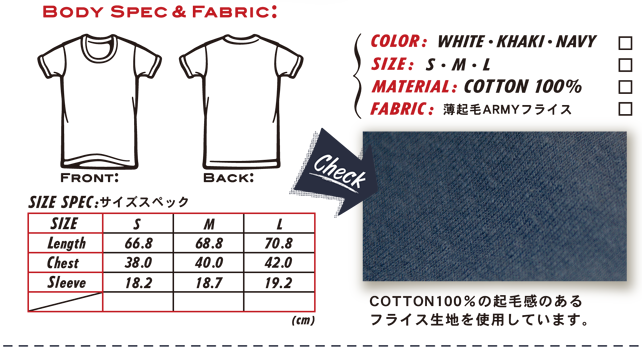 BODY SPEC & FABRIC:
FRONT:
BACK:
COLOR: WHITE・KHAKI・NAVY
SIZE: S・M・L
MATERIAL: COTTON 100%
FABRIC: 薄起毛ARMYフライス
Check
SIZE SPEC:サイズスペック
SIZE S M L
Length 66.8 68.8 70.8
Chest 38.0 40.0 42.0
Sleeve 18.2 18.7 19.2
(cm)
COTTON100%の起毛感のある
フライス生地を使用しています。